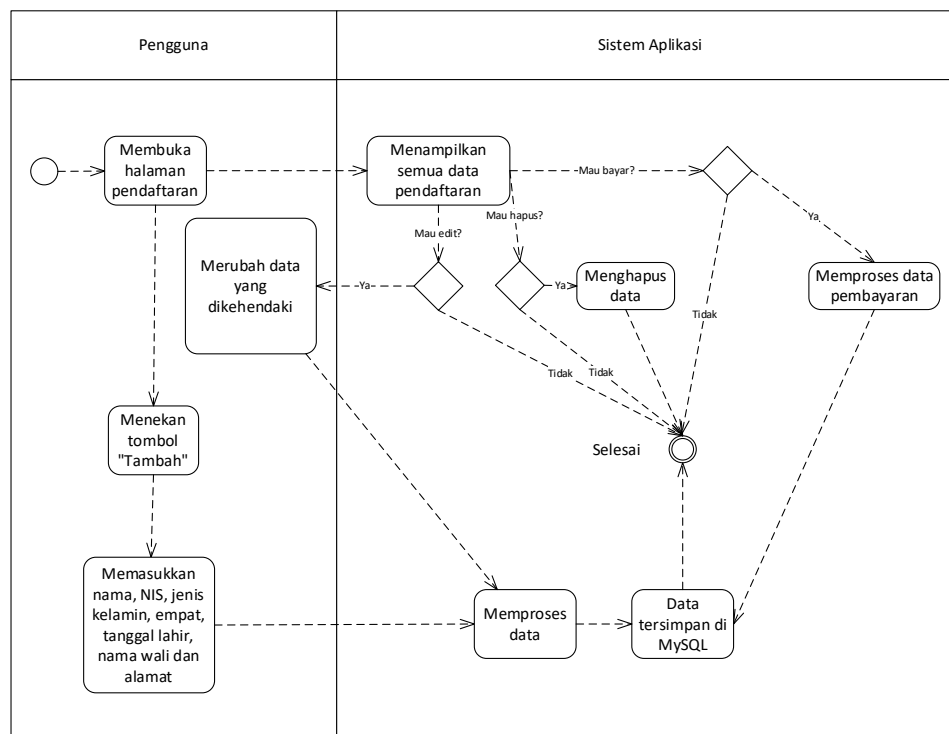 Pengguna
Sistem Aplikasi
Membuka
halaman
pendaftaran
Menampilkan
semua data
pendaftaran
Mau bayar?
Mau hapus?
Mau edit?
Ya
Merubah data
yang
dikehendaki
Ya
Ya
Menghapus
data
Memproses data
pembayaran
Tidak
Tidak
Tidak
Menekan
tombol
"Tambah"
Selesai
Memasukkan
nama, NIS, jenis
kelamin, empat,
tanggal lahir,
nama wali dan
alamat
Memproses
data
Data
tersimpan di
MySQL